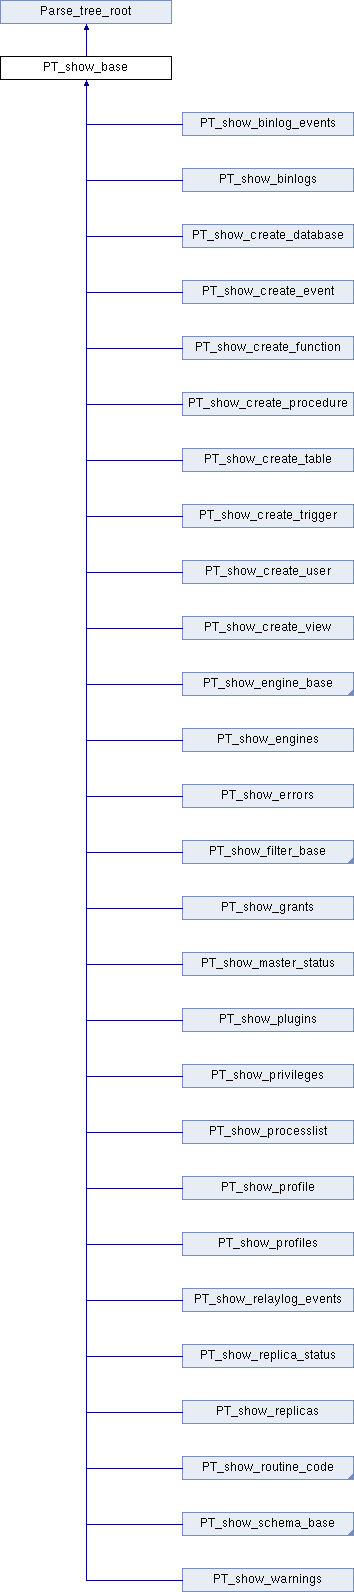 Parse_tree_root
PT_show_base
PT_show_binlog_events
PT_show_binlogs
PT_show_create_database
PT_show_create_event
PT_show_create_function
PT_show_create_procedure
PT_show_create_table
PT_show_create_trigger
PT_show_create_user
PT_show_create_view
PT_show_engine_base
PT_show_engines
PT_show_errors
PT_show_filter_base
PT_show_grants
PT_show_master_status
PT_show_plugins
PT_show_privileges
PT_show_processlist
PT_show_profile
PT_show_profiles
PT_show_relaylog_events
PT_show_replica_status
PT_show_replicas
PT_show_routine_code
PT_show_schema_base
PT_show_warnings